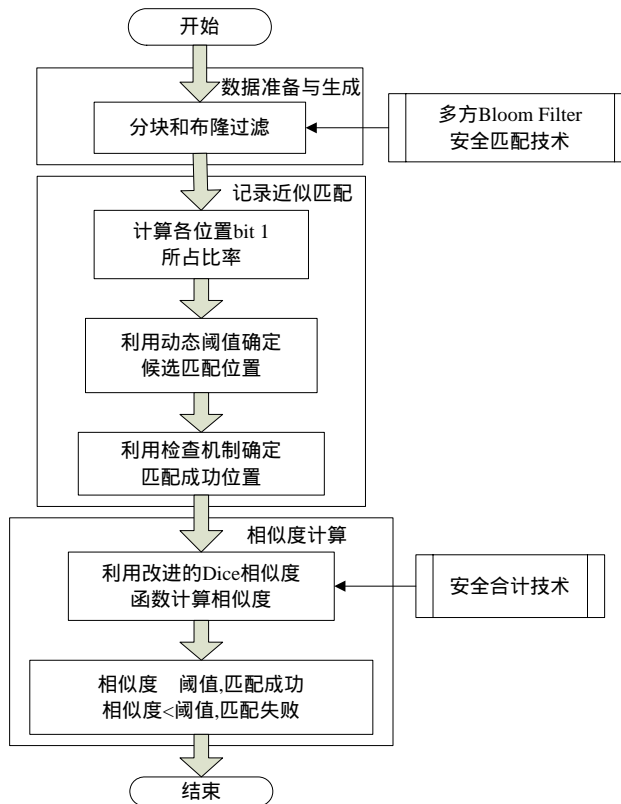 开始
数据准备与生成
分块和布隆过滤
多方Bloom Filter
安全匹配技术
记录近似匹配
计算各位置bit 1
所占比率
利用动态阈值确定
候选匹配位置
利用检查机制确定
匹配成功位置
相似度计算
利用改进的Dice相似度
函数计算相似度
安全合计技术
相似度 阈值,匹配成功
相似度<阈值,匹配失败
结束